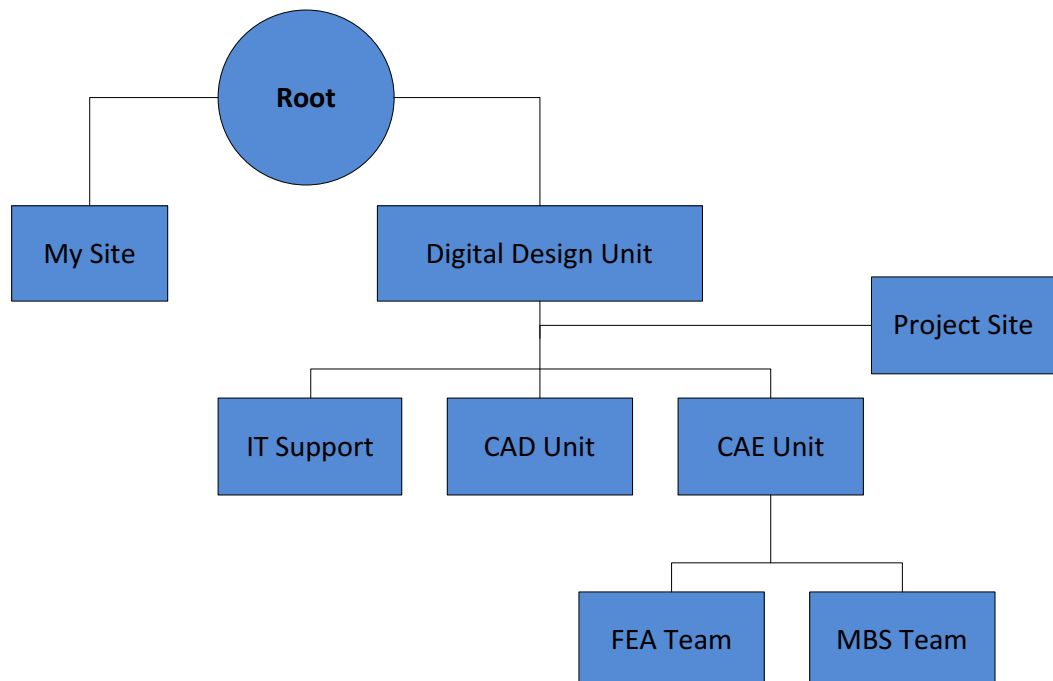 Root
My Site
Digital Design Unit
Project Site
IT Support
CAD Unit
CAE Unit
FEA Team
MBS Team